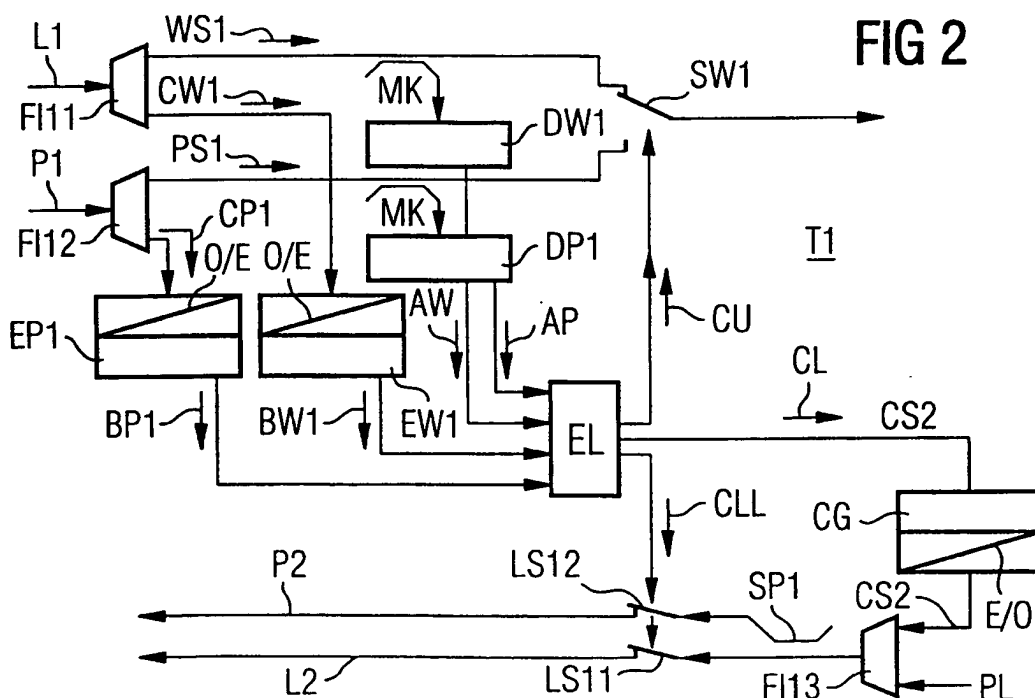 FIG 2
L1
WS1
FI11
CW1
MK
DW1
SW1
P1
PS1
FI12
CP1
MK
DP1
T1
O/E
O/E
EP1
AW
AP
CU
BP1
BW1
EW1
EL
CL
CS2
CLL
CG
P2
LS12
SP1
CS2
E/O
L2
LS11
FI13
PL